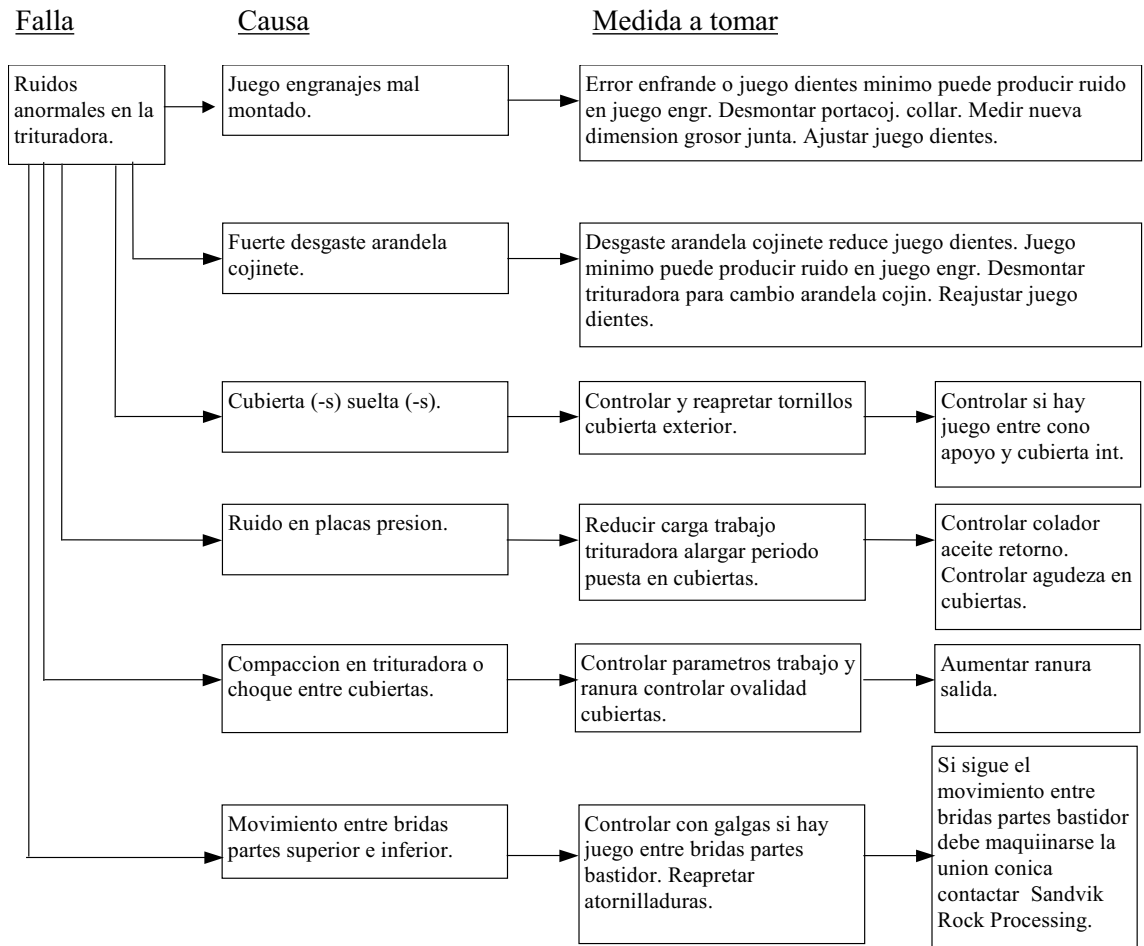 Falla
Causa
Medida a tomar
Ruidos
anormales en la
trituradora.
Juego engranajes mal
montado.
Error enfrande o juego dientes minimo puede producir ruido
en juego engr. Desmontar portacoj. collar. Medir nueva
dimension grosor junta. Ajustar juego dientes.
Fuerte desgaste arandela
cojinete.
Desgaste arandela cojinete reduce juego dientes. Juego
minimo puede producir ruido en juego engr. Desmontar
trituradora para cambio arandela cojin. Reajustar juego
dientes.
Cubierta (-s) suelta (-s).
Controlar y reapretar tornillos
cubierta exterior.
Controlar si hay
juego entre cono
apoyo y cubierta int.
Ruido en placas presion.
Reducir carga trabajo
trituradora alargar periodo
puesta en cubiertas.
Controlar colador
aceite retorno.
Controlar agudeza en
cubiertas.
Compaccion en trituradora o
choque entre cubiertas.
Controlar parametros trabajo y
ranura controlar ovalidad
cubiertas.
Aumentar ranura
salida.
Movimiento entre bridas
partes superior e inferior.
Controlar con galgas si hay
juego entre bridas partes
bastidor. Reapretar
atornilladuras.
Si sigue el
movimiento entre
bridas partes bastidor
debe maquiinarse la
union conica
contactar Sandvik
Rock Processing.